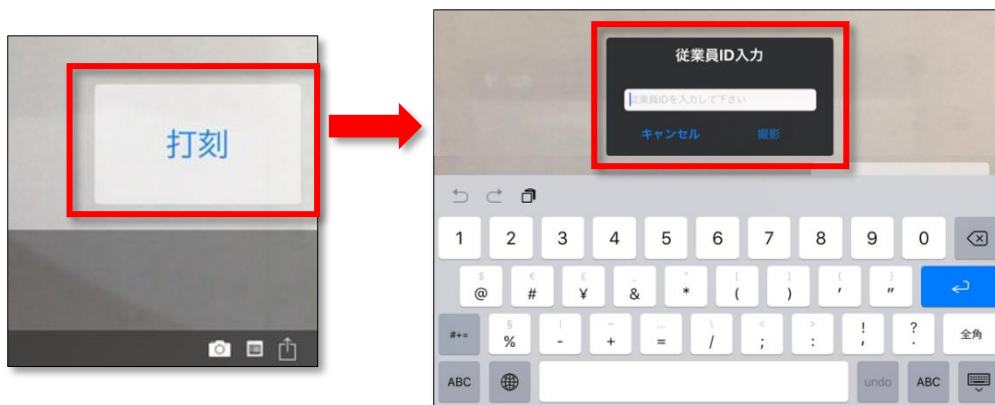 打刻
従業員ID入力
従業員IDを入力して下さい
キャンセル 撮影
1 2 3 4 5 6 7 8 9 0
$ € £ _ ^ [ ] { }
@ # ¥ & * ( ) ' "
§ | ~ … \ < > ! ?
#+= % - + = / ; : , . 全角
ABC undo ABC